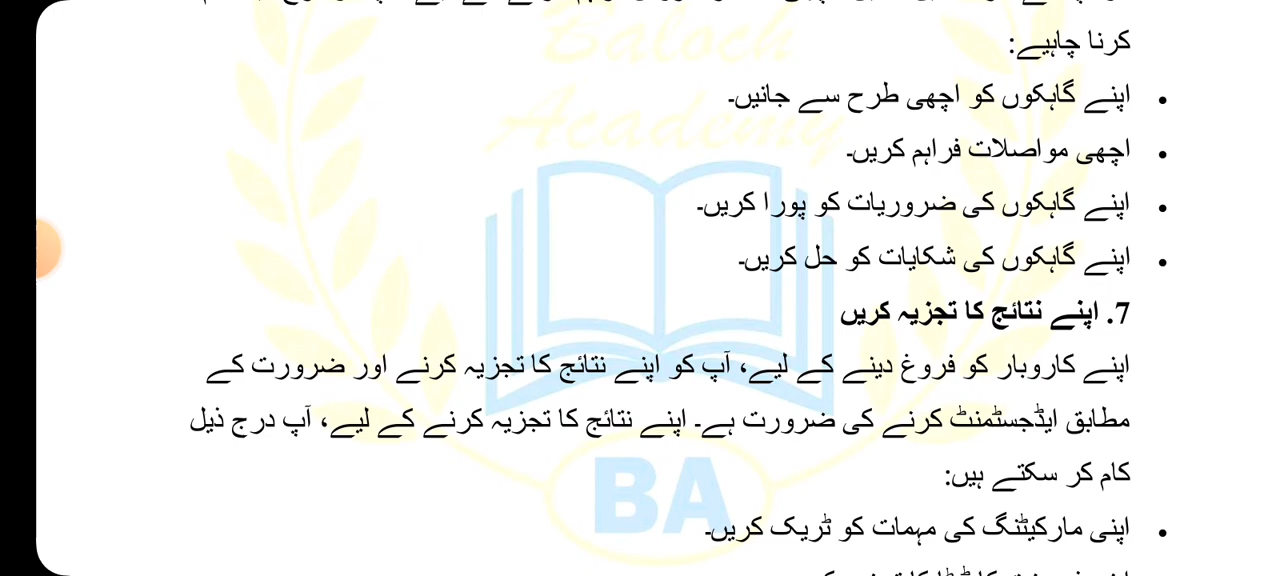 کرنا چاہیے:
• اپنے گاہکوں کو اچھی طرح سے جانیں۔
• اچھی مواصلات فراہم کریں۔
• اپنے گاہکوں کی ضروریات کو پورا کریں۔
• اپنے گاہکوں کی شکایات کو حل کریں۔
7. اپنے نتائج کا تجزیہ کریں
اپنے کاروبار کو فروغ دینے کے لیے، آپ کو اپنے نتائج کا تجزیہ کرنے اور ضرورت کے
مطابق ایڈجسٹمنٹ کرنے کی ضرورت ہے۔ اپنے نتائج کا تجزیہ کرنے کے لیے، آپ درج ذیل
کام کر سکتے ہیں:
• اپنی مارکیٹنگ کی مہمات کو ٹریک کریں۔
Baloch
Academy
BA